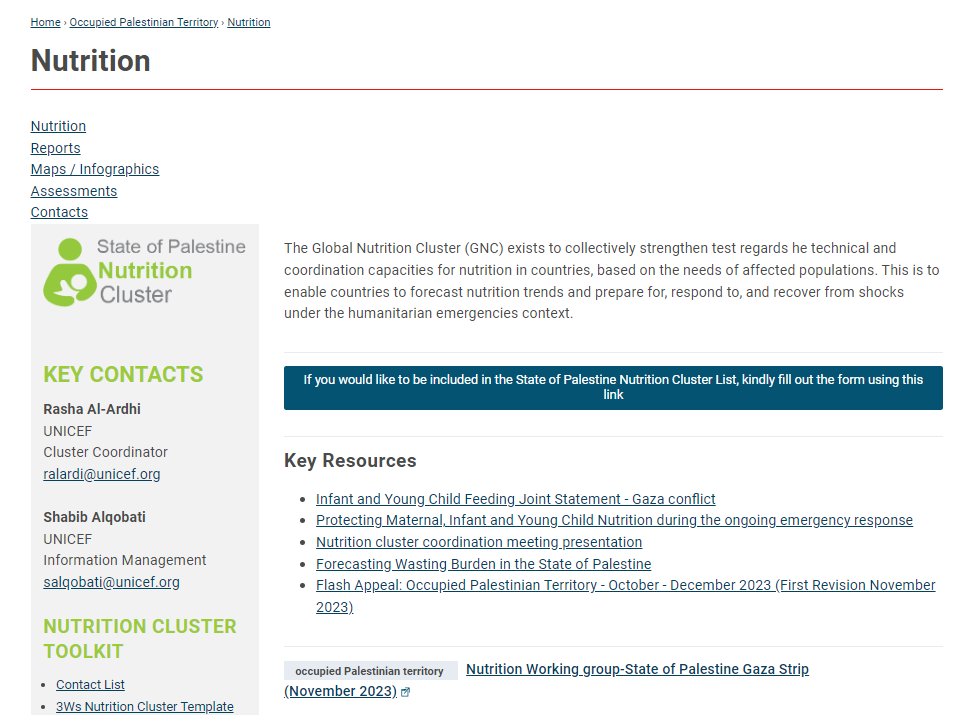 Home › Occupied Palestinian Territory › Nutrition
Nutrition
Nutrition
Reports
Maps / Infographics
Assessments
Contacts
State of Palestine
Nutrition
Cluster
KEY CONTACTS
Rasha Al-Ardhi
UNICEF
Cluster Coordinator
ralardi@unicef.org
Shabib Alqobati
UNICEF
Information Management
salqobati@unicef.org
NUTRITION CLUSTER
TOOLKIT
• Contact List
• 3Ws Nutrition Cluster Template
The Global Nutrition Cluster (GNC) exists to collectively strengthen test regards he technical and
coordination capacities for nutrition in countries, based on the needs of affected populations. This is to
enable countries to forecast nutrition trends and prepare for, respond to, and recover from shocks
under the humanitarian emergencies context.
If you would like to be included in the State of Palestine Nutrition Cluster List, kindly fill out the form using this
link
Key Resources
• Infant and Young Child Feeding Joint Statement - Gaza conflict
• Protecting Maternal, Infant and Young Child Nutrition during the ongoing emergency response
• Nutrition cluster coordination meeting presentation
• Forecasting Wasting Burden in the State of Palestine
• Flash Appeal: Occupied Palestinian Territory - October - December 2023 (First Revision November
2023)
occupied Palestinian territory Nutrition Working group-State of Palestine Gaza Strip
(November 2023)